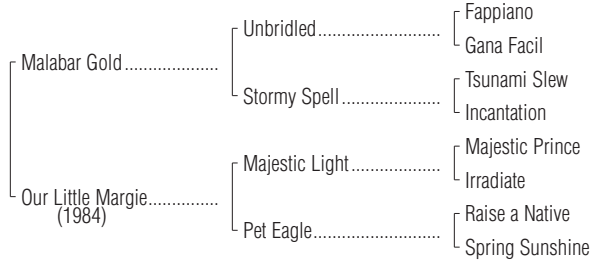 Fappiano
Unbridled........................
Gana Facil
Malabar Gold...................
Tsunami Slew
Stormy Spell....................
Incantation
Majestic Prince
Majestic Light..................
Irradiate
Our Little Margie..............
(1984)
Raise a Native
Pet Eagle.........................
Spring Sunshine